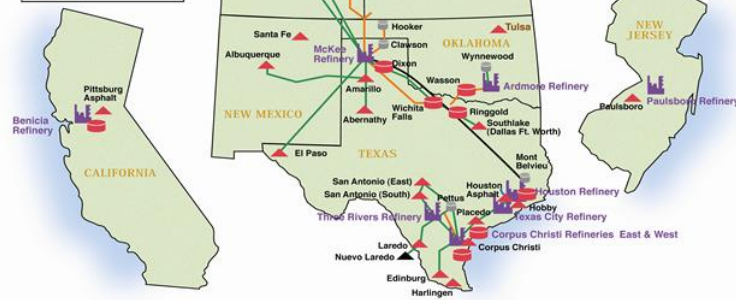 Pittsburg
Asphalt
Benicia
Refinery
CALIFORNIA
Santa Fe
Albuquerque
NEW MEXICO
El Paso
McKee
Refinery
Hooker
Clawson
Dixon
Amarillo
Abernathy
OKLAHOMA
Tulsa
Wynnewood
Wasson
Ardmore Refinery
Wichita
Falls
Ringgold
Southlake
(Dallas Ft. Worth)
TEXAS
Mont
Belvieu
San Antonio (East)
San Antonio (South)
Three Rivers Refinery
Pettus
Placedo
Houston
Asphalt
Houston Refinery
Hobby
Texas City Refinery
Corpus Christi Refineries East & West
Corpus Christi
Laredo
Nuevo Laredo
Edinburg
Harlingen
NEW
JERSEY
Paulsboro
Paulsboro Refinery